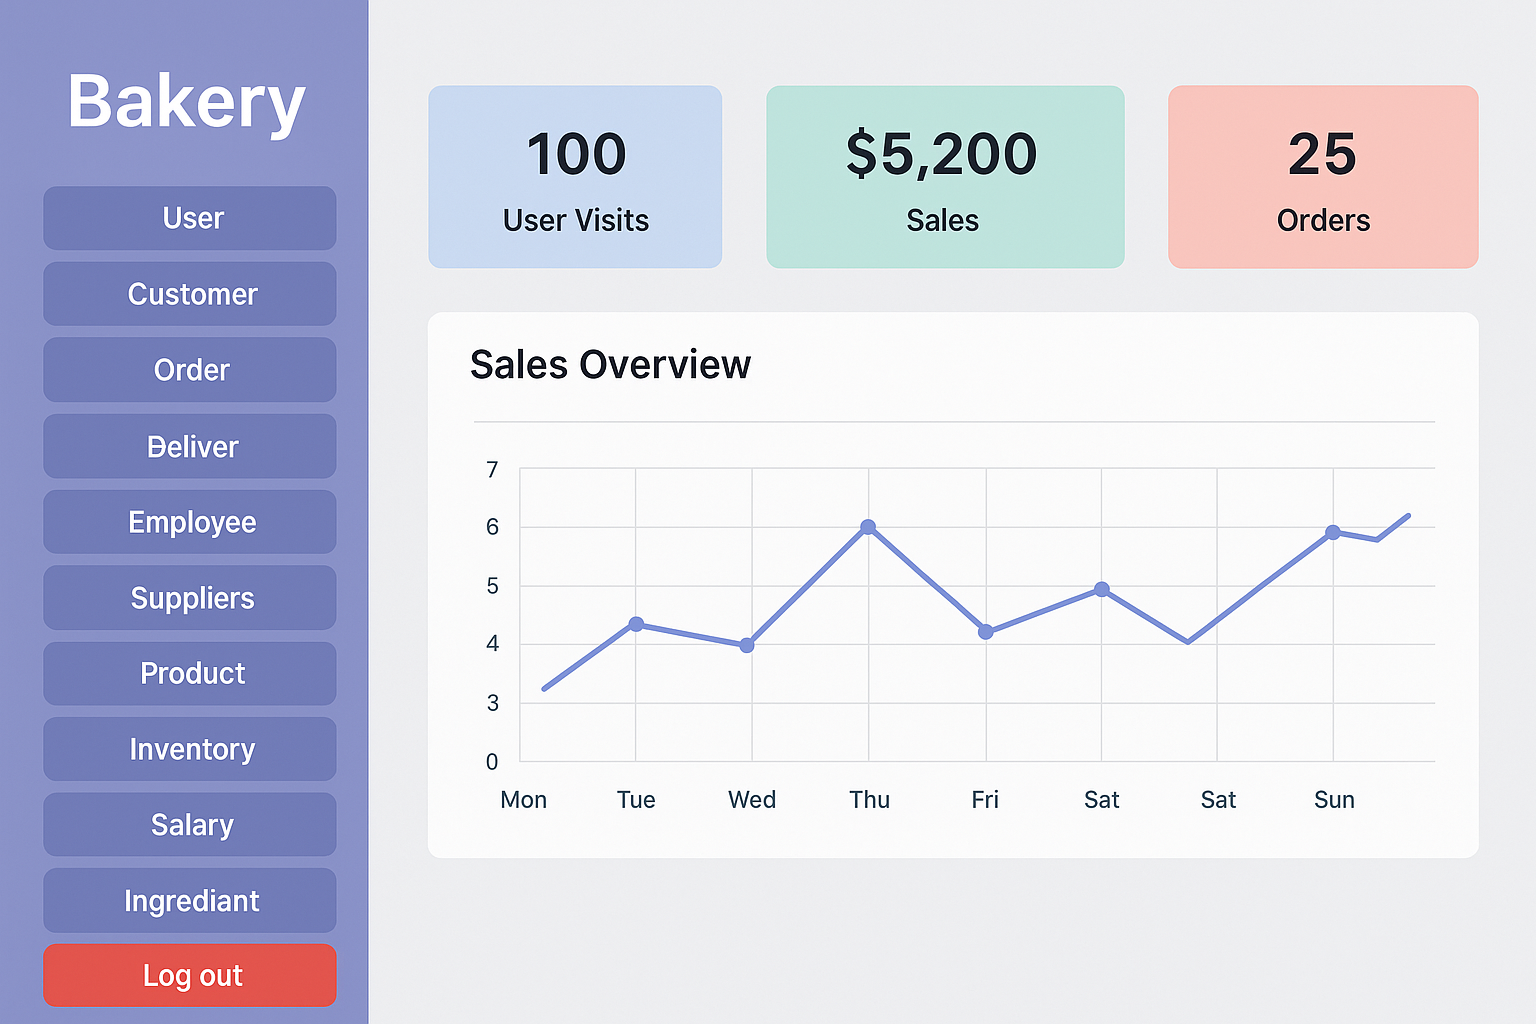 Bakery
User
Customer
Order
Deliver
Employee
Suppliers
Product
Inventory
Salary
Ingrediant
Log out
100
User Visits
$5,200
Sales
25
Orders
Sales Overview
7
6
5
4
3
0
Mon Tue Wed Thu Fri Sat Sat Sun